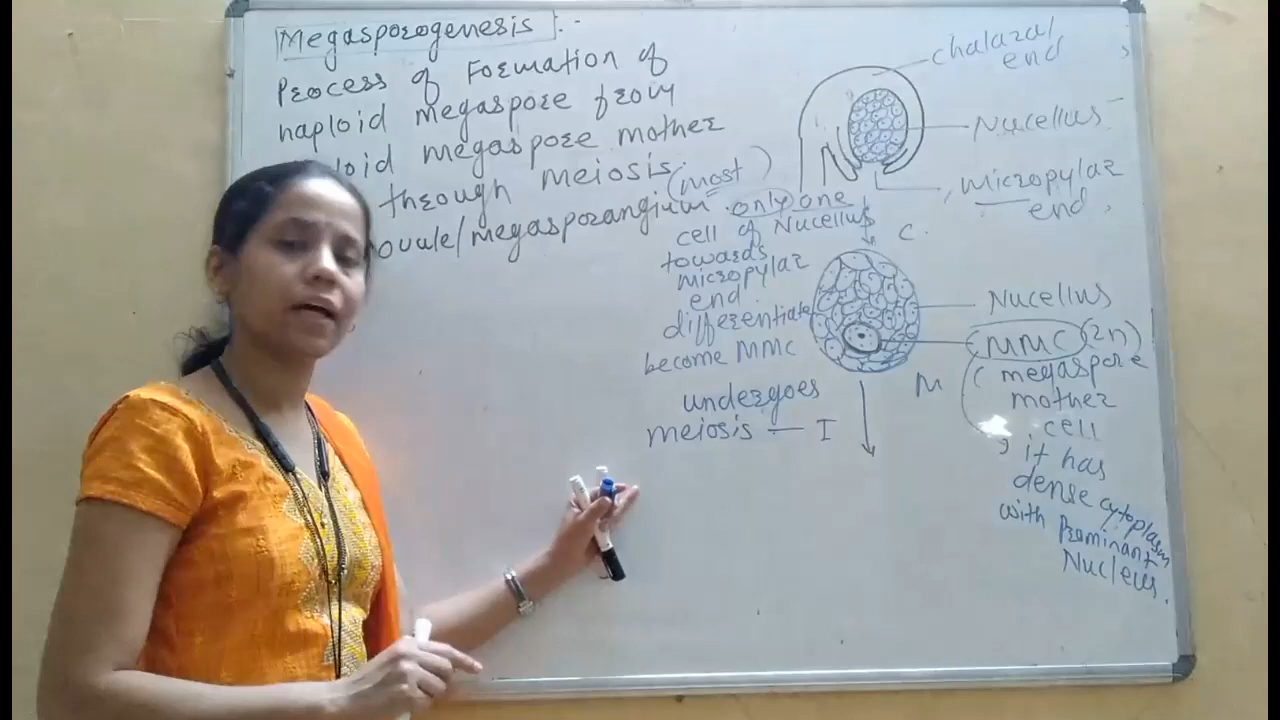 Megasporogenesis :-
Process of Formation of
haploid megaspore from
loid megaspore mother
through meiosis
ovule/megasporangium (most)
only one
cell of Nucellus
towards
micropylar
end
differentiate
become MMC
undergoes
meiosis — I
chalazal
end
Nucellus
micropylar
end
C.
Nucellus
MMC (2n)
M
( megaspore
mother
cell
it has
dense cytoplasm
with Prominant
Nucleus.